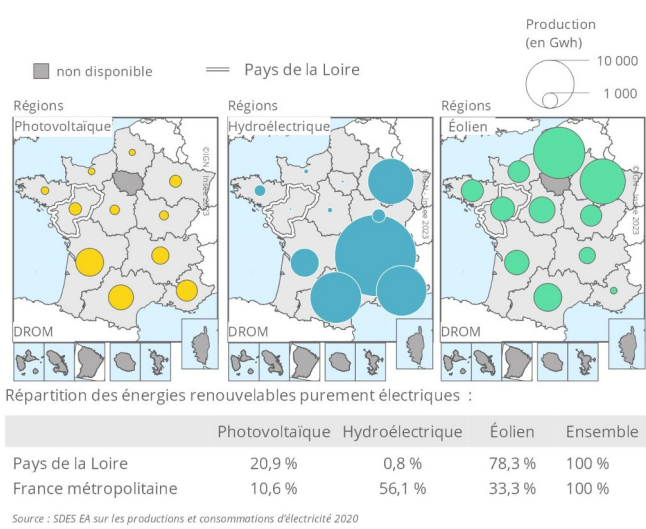 Production
(en Gwh)
10 000
1 000
non disponible
Pays de la Loire
Régions
Photovoltaïque
©IGN - Insee 2023
DROM
Régions
Hydroélectrique
©IGN - Insee 2023
DROM
Régions
Éolien
©IGN - Insee 2023
DROM
Répartition des énergies renouvelables purement électriques :
Photovoltaïque Hydroélectrique Éolien Ensemble
Pays de la Loire 20,9 % 0,8 % 78,3 % 100 %
France métropolitaine 10,6 % 56,1 % 33,3 % 100 %
Source : SDES EA sur les productions et consommations d'électricité 2020